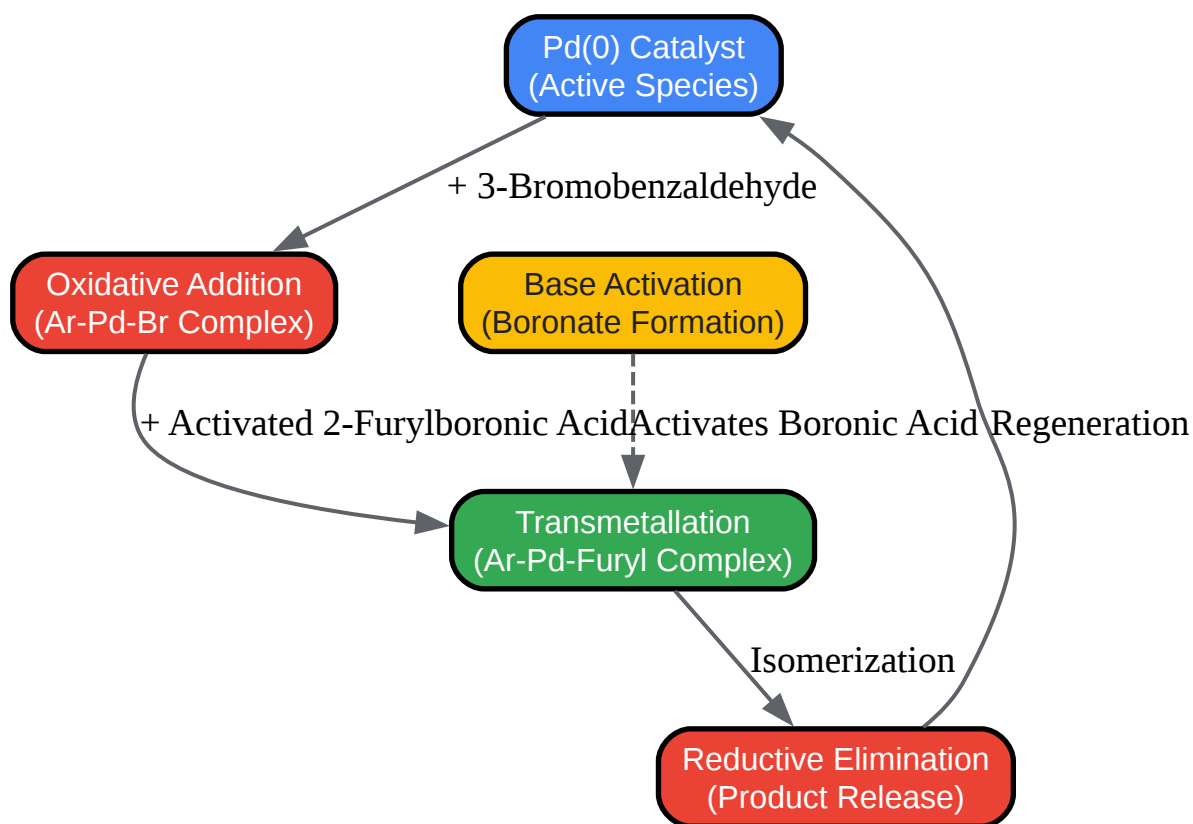 Pd(0) Catalyst
(Active Species)
+ 3-Bromobenzaldehyde
Oxidative Addition
(Ar-Pd-Br Complex)
Base Activation
(Boronate Formation)
+ Activated 2-Furylboronic Acid
Activates Boronic Acid
Regeneration
Transmetallation
(Ar-Pd-Furyl Complex)
Isomerization
Reductive Elimination
(Product Release)